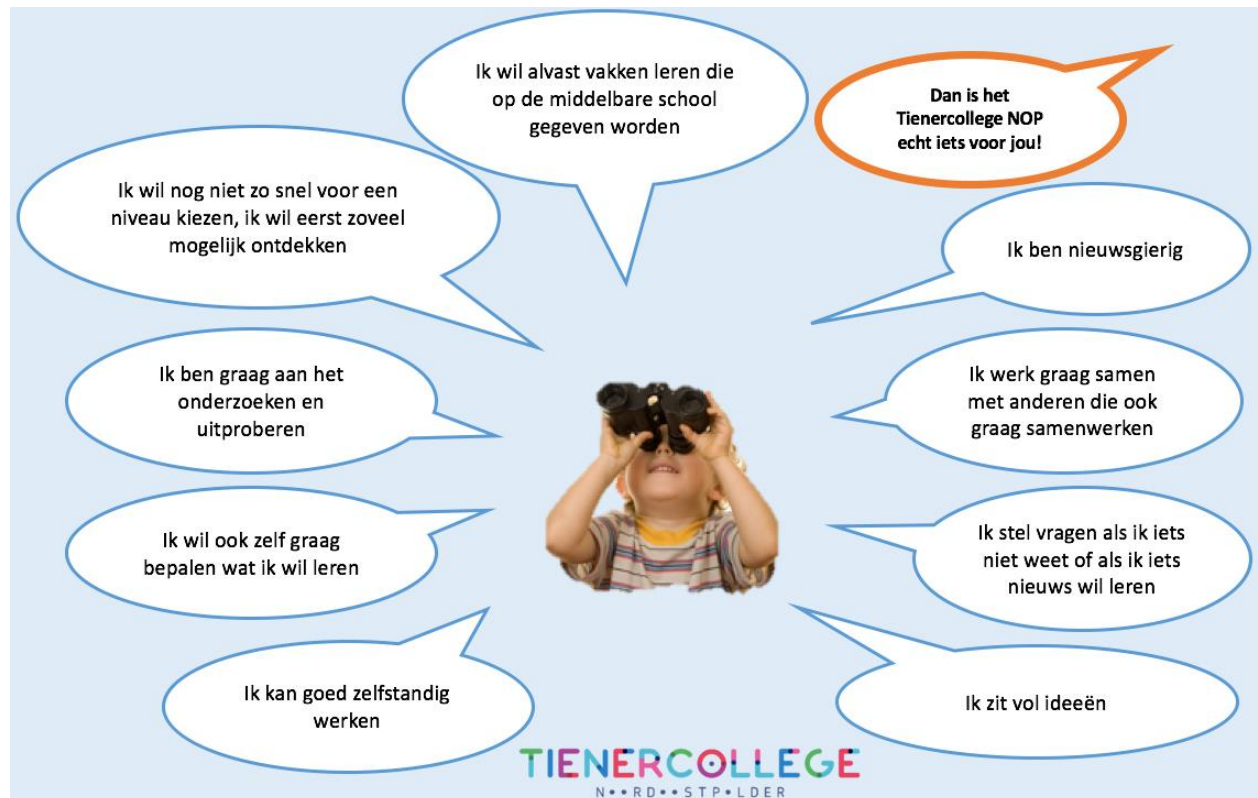 Ik wil alvast vakken leren die
op de middelbare school
gegeven worden
Dan is het
Tienercollege NOP
echt iets voor jou!
Ik wil nog niet zo snel voor een
niveau kiezen, ik wil eerst zoveel
mogelijk ontdekken
Ik ben nieuwsgierig
Ik ben graag aan het
onderzoeken en
uitproberen
Ik werk graag samen
met anderen die ook
graag samenwerken
Ik wil ook zelf graag
bepalen wat ik wil leren
Ik stel vragen als ik iets
niet weet of als ik iets
nieuws wil leren
Ik kan goed zelfstandig
werken
Ik zit vol ideeën
TIENERCOLLEGE
N••RD••STP•LDER